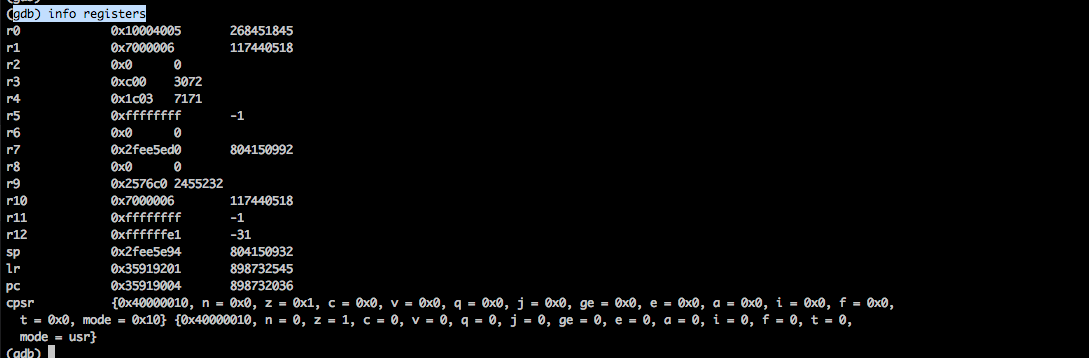 (gdb)
(gdb) info registers
r0 0x10004005 268451845
r1 0x7000006 117440518
r2 0x0 0
r3 0xc00 3072
r4 0x1c03 7171
r5 0xffffffff -1
r6 0x0 0
r7 0x2fee5ed0 804150992
r8 0x0 0
r9 0x2576c0 2455232
r10 0x7000006 117440518
r11 0xffffffff -1
r12 0xffffffe1 -31
sp 0x2fee5e94 804150932
lr 0x35919201 898732545
pc 0x35919004 898732036
cpsr {0x40000010, n = 0x0, z = 0x1, c = 0x0, v = 0x0, q = 0x0, j = 0x0, ge = 0x0, e = 0x0, a = 0x0, i = 0x0, f = 0x0,
t = 0x0, mode = 0x10} {0x40000010, n = 0, z = 1, c = 0, v = 0, q = 0, j = 0, ge = 0, e = 0, a = 0, i = 0, f = 0, t = 0,
mode = usr}
(gdb)